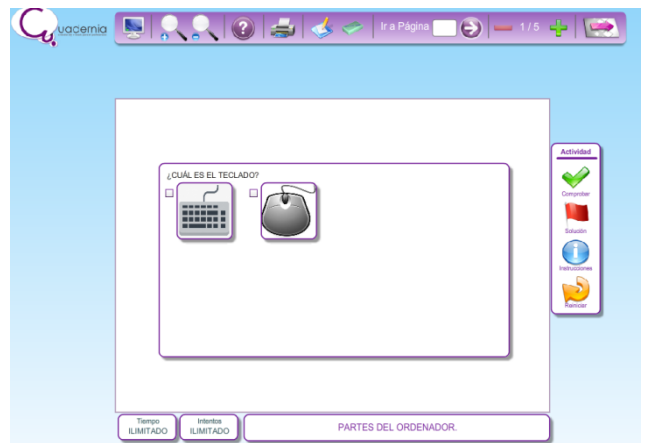 Quadernia
Ir a Página
1/5
¿CUÁL ES EL TECLADO?
Actividad
Comprobar
Solución
Instrucciones
Reiniciar
Tiempo
ILIMITADO
Intentos
ILIMITADO
PARTES DEL ORDENADOR.